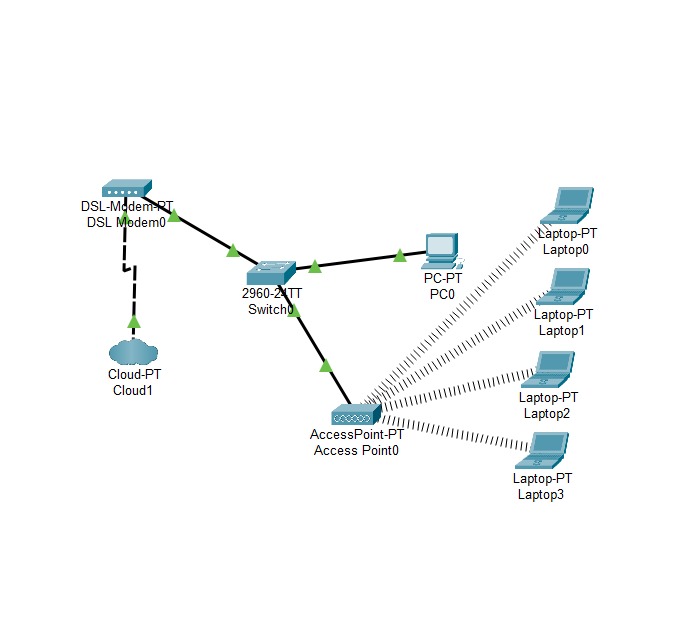 DSL-Modem-PT
DSL Modem0
2960-24TT
Switch0
PC-PT
PC0
Cloud-PT
Cloud1
AccessPoint-PT
Access Point0
Laptop-PT
Laptop0
Laptop-PT
Laptop1
Laptop-PT
Laptop2
Laptop-PT
Laptop3